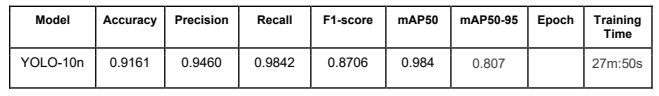 Model Accuracy Precision Recall F1-score mAP50 mAP50-95 Epoch Training Time
YOLO-10n 0.9161 0.9460 0.9842 0.8706 0.984 0.807 27m:50s